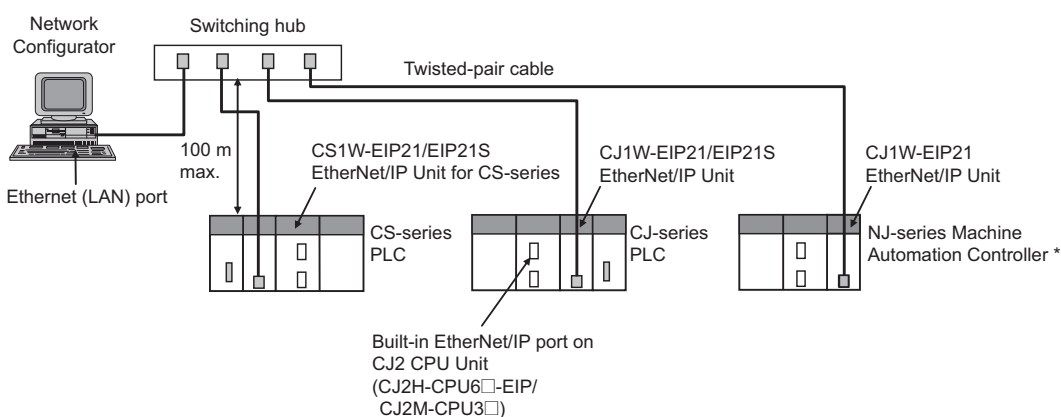 Network
Configurator
Switching hub
Twisted-pair cable
100 m
max.
Ethernet (LAN) port
CS1W-EIP21/EIP21S
EtherNet/IP Unit for CS-series
CJ1W-EIP21/EIP21S
EtherNet/IP Unit
CJ1W-EIP21
EtherNet/IP Unit
CS-series
PLC
CJ-series
PLC
NJ-series Machine
Automation Controller *
Built-in EtherNet/IP port on
CJ2 CPU Unit
(CJ2H-CPU6□-EIP/
CJ2M-CPU3□)